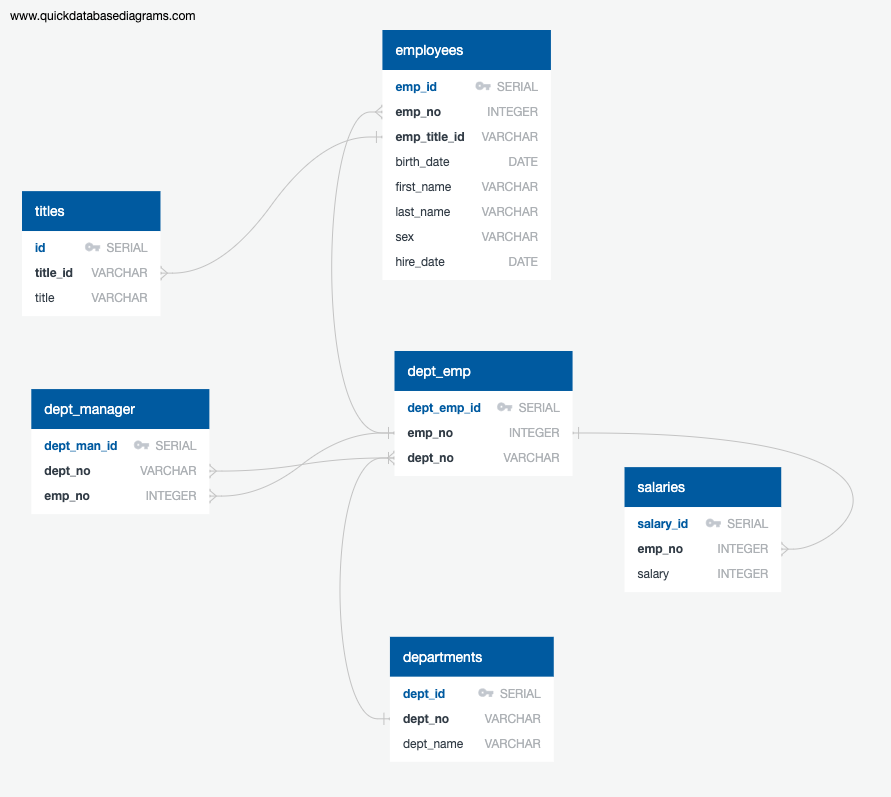 www.quickdatabasediagrams.com
employees
emp_id SERIAL
emp_no INTEGER
emp_title_id VARCHAR
birth_date DATE
first_name VARCHAR
last_name VARCHAR
sex VARCHAR
hire_date DATE
titles
id SERIAL
title_id VARCHAR
title VARCHAR
dept_emp
dept_emp_id SERIAL
emp_no INTEGER
dept_no VARCHAR
dept_manager
dept_man_id SERIAL
dept_no VARCHAR
emp_no INTEGER
salaries
salary_id SERIAL
emp_no INTEGER
salary INTEGER
departments
dept_id SERIAL
dept_no VARCHAR
dept_name VARCHAR